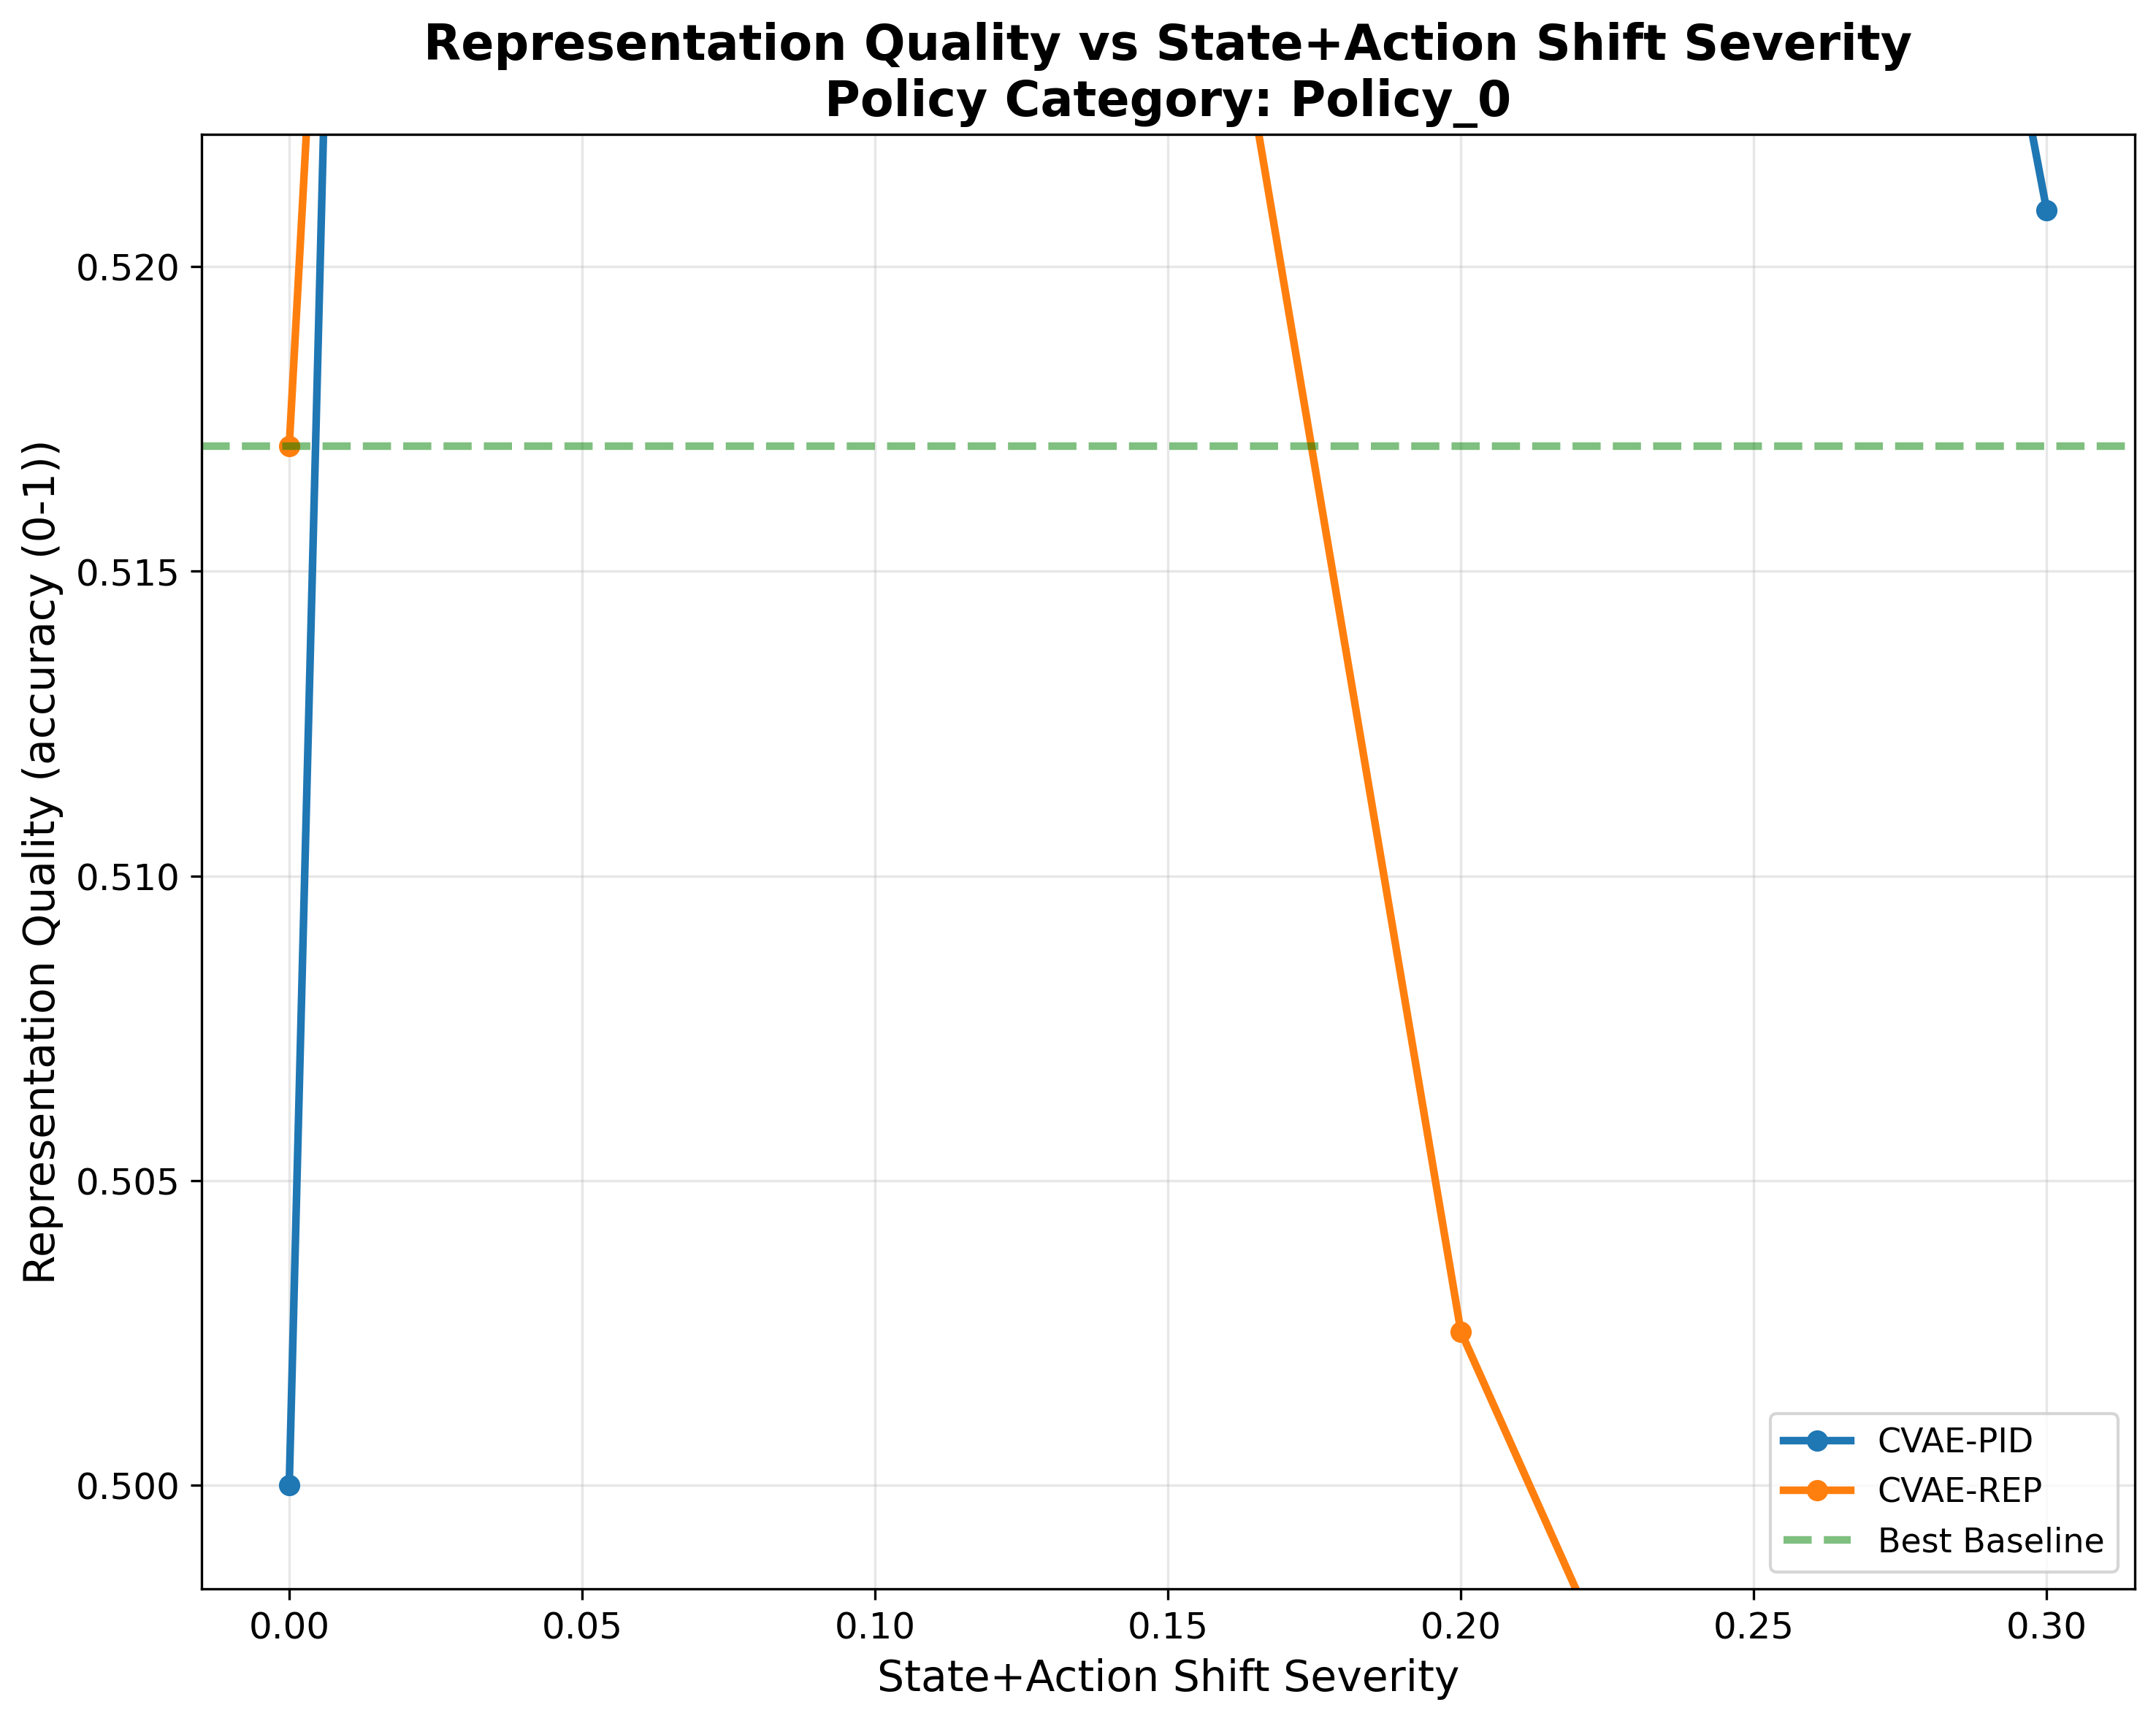 Representation Quality vs State+Action Shift Severity
Policy Category: Policy_0
Representation Quality (accuracy (0-1))
0.520
0.515
0.510
0.505
0.500
0.00
0.05
0.10
0.15
0.20
0.25
0.30
State+Action Shift Severity
CVAE-PID
CVAE-REP
Best Baseline